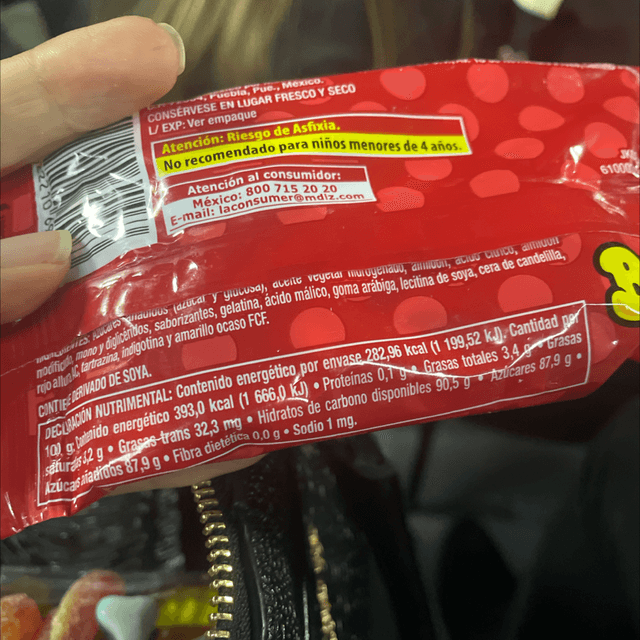 Puebla, Pue., México.
CONSÉRVESE EN LUGAR FRESCO Y SECO
L/ EXP: Ver empaque
Atención: Riesgo de Asfixia.
No recomendado para niños menores de 4 años.
Atención al consumidor:
México: 800 715 20 20
E-mail: laconsumer@mdlz.com
añadidos (azúcar y glucosa), aceite vegetal hidrogenado, almidón, ácido cítrico, almidón
mono y diglicéridos, saborizantes, gelatina, ácido málico, goma arábiga, lecitina de soya, cera de candelilla,
rojo allura AC, tartrazina, indigotina y amarillo ocaso FCF.
CONTIENE DERIVADO DE SOYA.
DECLARACIÓN NUTRIMENTAL: Contenido energético por envase 282,96 kcal (1 199,52 kJ). Cantidad por
100 g: Contenido energético 393,0 kcal (1 666,0 kJ) • Proteínas 0,1 g • Grasas totales 3,4 g • Grasas
saturadas 3,2 g • Grasas trans 32,3 mg • Hidratos de carbono disponibles 90,5 g • Azúcares 87,9 g •
Azúcares añadidos 87,9 g • Fibra dietética 0,0 g • Sodio 1 mg.